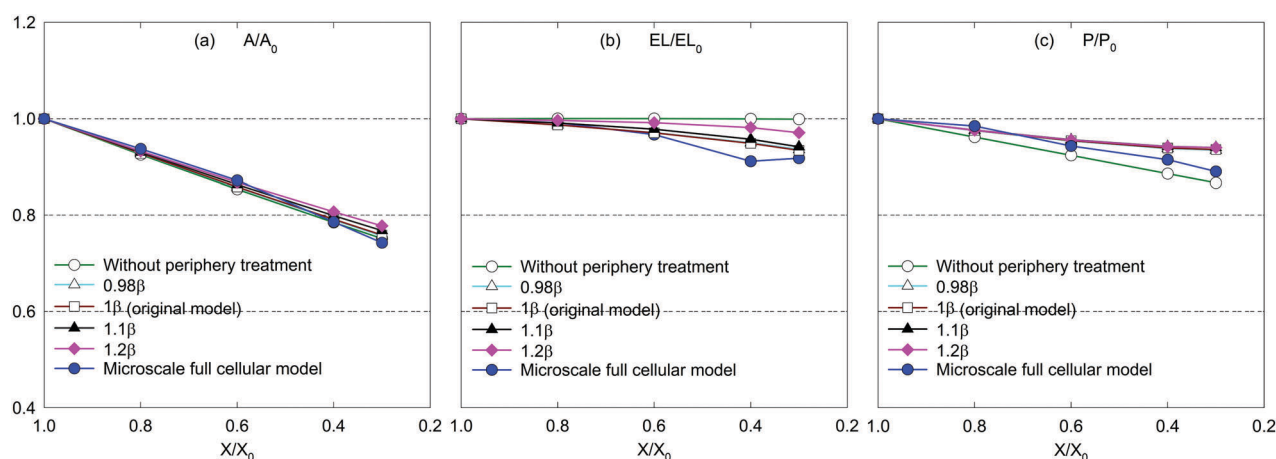 1.2
1.0
0.8
0.6
0.4
(a) A/A0
Without periphery treatment
0.98β
1β (original model)
1.1β
1.2β
Microscale full cellular model
1.0 0.8 0.6 0.4 0.2
X/X0
(b) EL/EL0
Without periphery treatment
0.98β
1β (original model)
1.1β
1.2β
Microscale full cellular model
1.0 0.8 0.6 0.4 0.2
X/X0
(c) P/P0
Without periphery treatment
0.98β
1β (original model)
1.1β
1.2β
Microscale full cellular model
1.0 0.8 0.6 0.4 0.2
X/X0